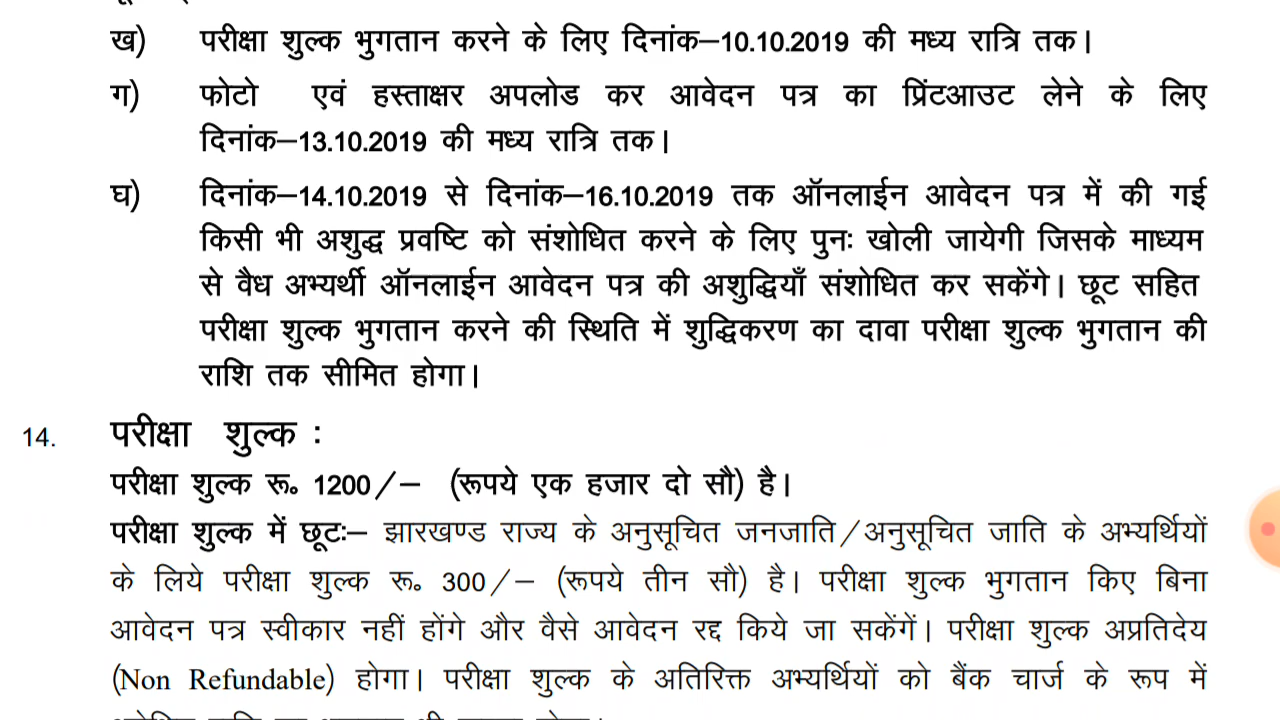 ख) परीक्षा शुल्क भुगतान करने के लिए दिनांक–10.10.2019 की मध्य रात्रि तक।
ग) फोटो एवं हस्ताक्षर अपलोड कर आवेदन पत्र का प्रिंटआउट लेने के लिए
दिनांक–13.10.2019 की मध्य रात्रि तक।
घ) दिनांक–14.10.2019 से दिनांक–16.10.2019 तक ऑनलाईन आवेदन पत्र में की गई
किसी भी अशुद्ध प्रवष्टि को संशोधित करने के लिए पुनः खोली जायेगी जिसके माध्यम
से वैध अभ्यर्थी ऑनलाईन आवेदन पत्र की अशुद्धियाँ संशोधित कर सकेंगे। छूट सहित
परीक्षा शुल्क भुगतान करने की स्थिति में शुद्धिकरण का दावा परीक्षा शुल्क भुगतान की
राशि तक सीमित होगा।
14. परीक्षा शुल्क :
परीक्षा शुल्क रू॰ 1200/– (रूपये एक हजार दो सौ) है।
परीक्षा शुल्क में छूटः– झारखण्ड राज्य के अनुसूचित जनजाति/अनुसूचित जाति के अभ्यर्थियों
के लिये परीक्षा शुल्क रू॰ 300/– (रूपये तीन सौ) है। परीक्षा शुल्क भुगतान किए बिना
आवेदन पत्र स्वीकार नहीं होंगे और वैसे आवेदन रद्द किये जा सकेंगें। परीक्षा शुल्क अप्रतिदेय
(Non Refundable) होगा। परीक्षा शुल्क के अतिरिक्त अभ्यर्थियों को बैंक चार्ज के रूप में